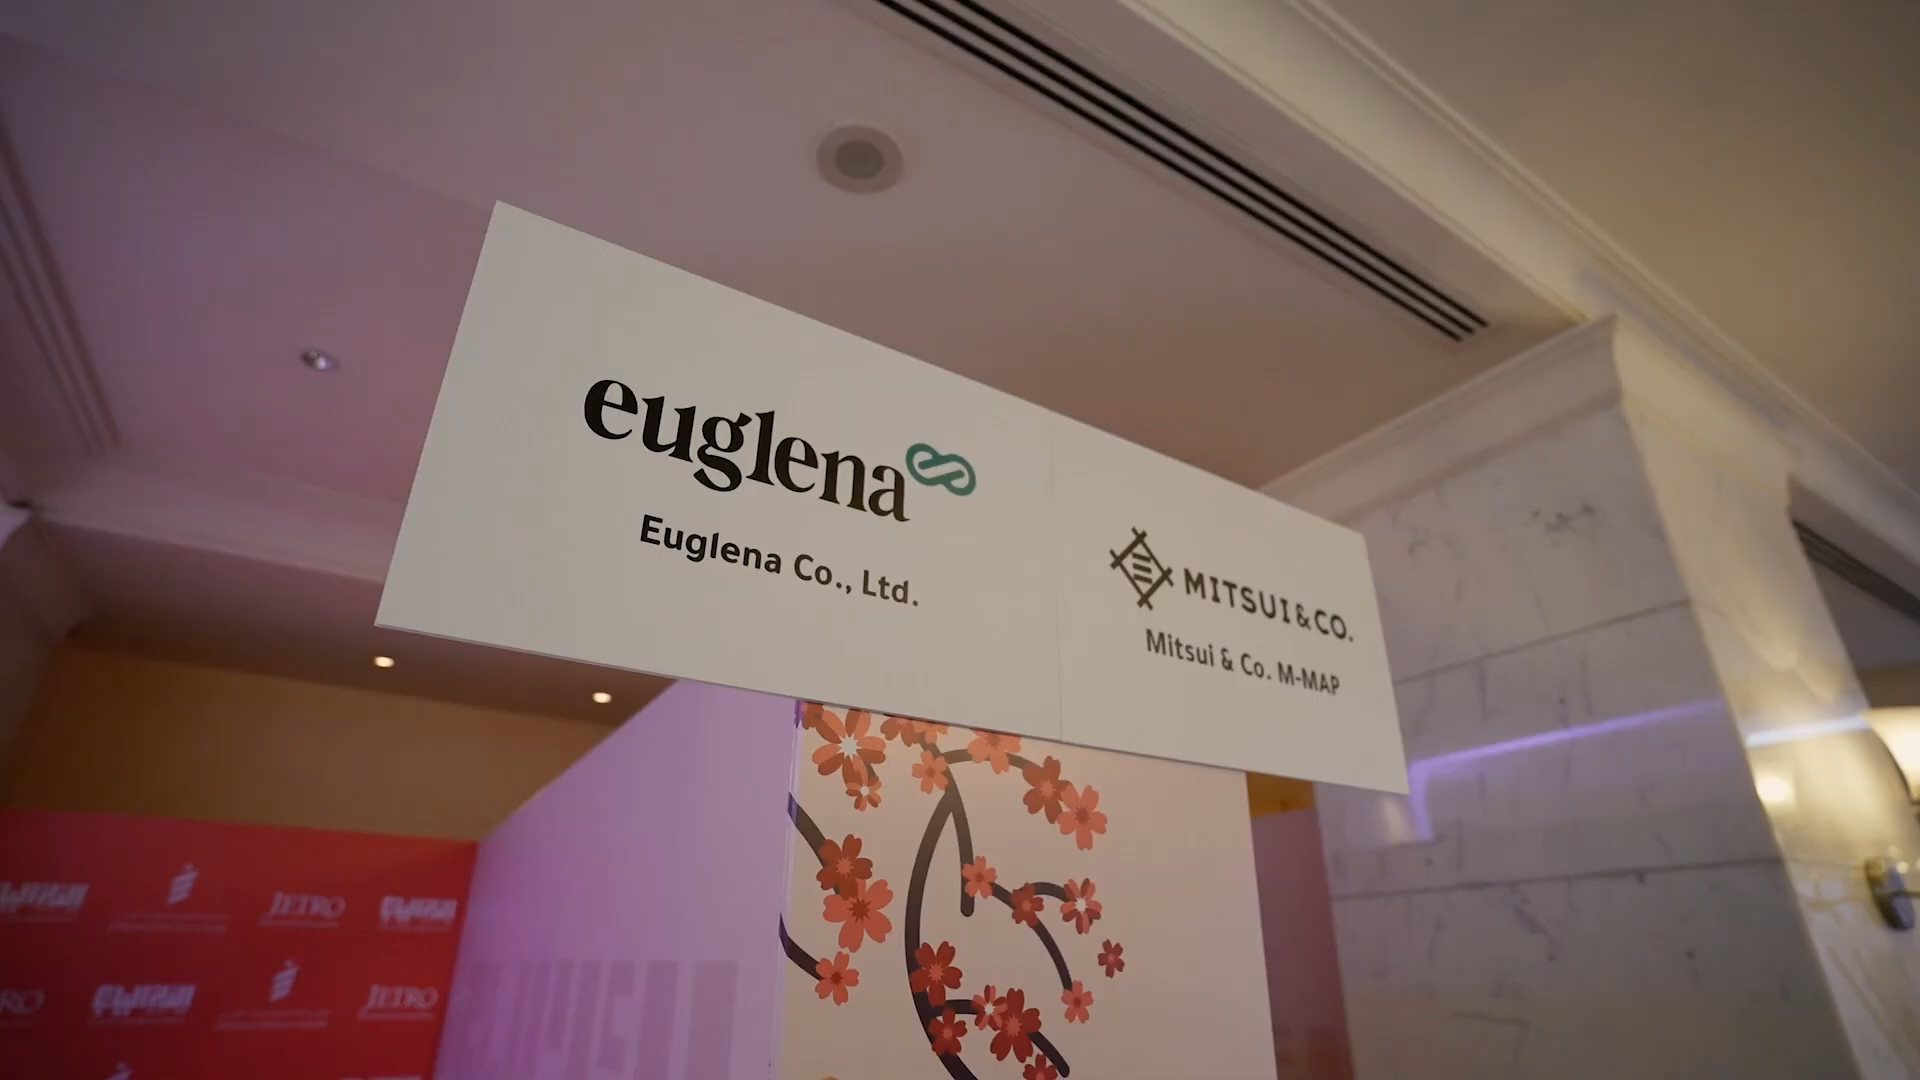 euglena
Euglena Co., Ltd.
MITSUI & CO.
Mitsui & Co. M-MAP
JETRO
JETRO